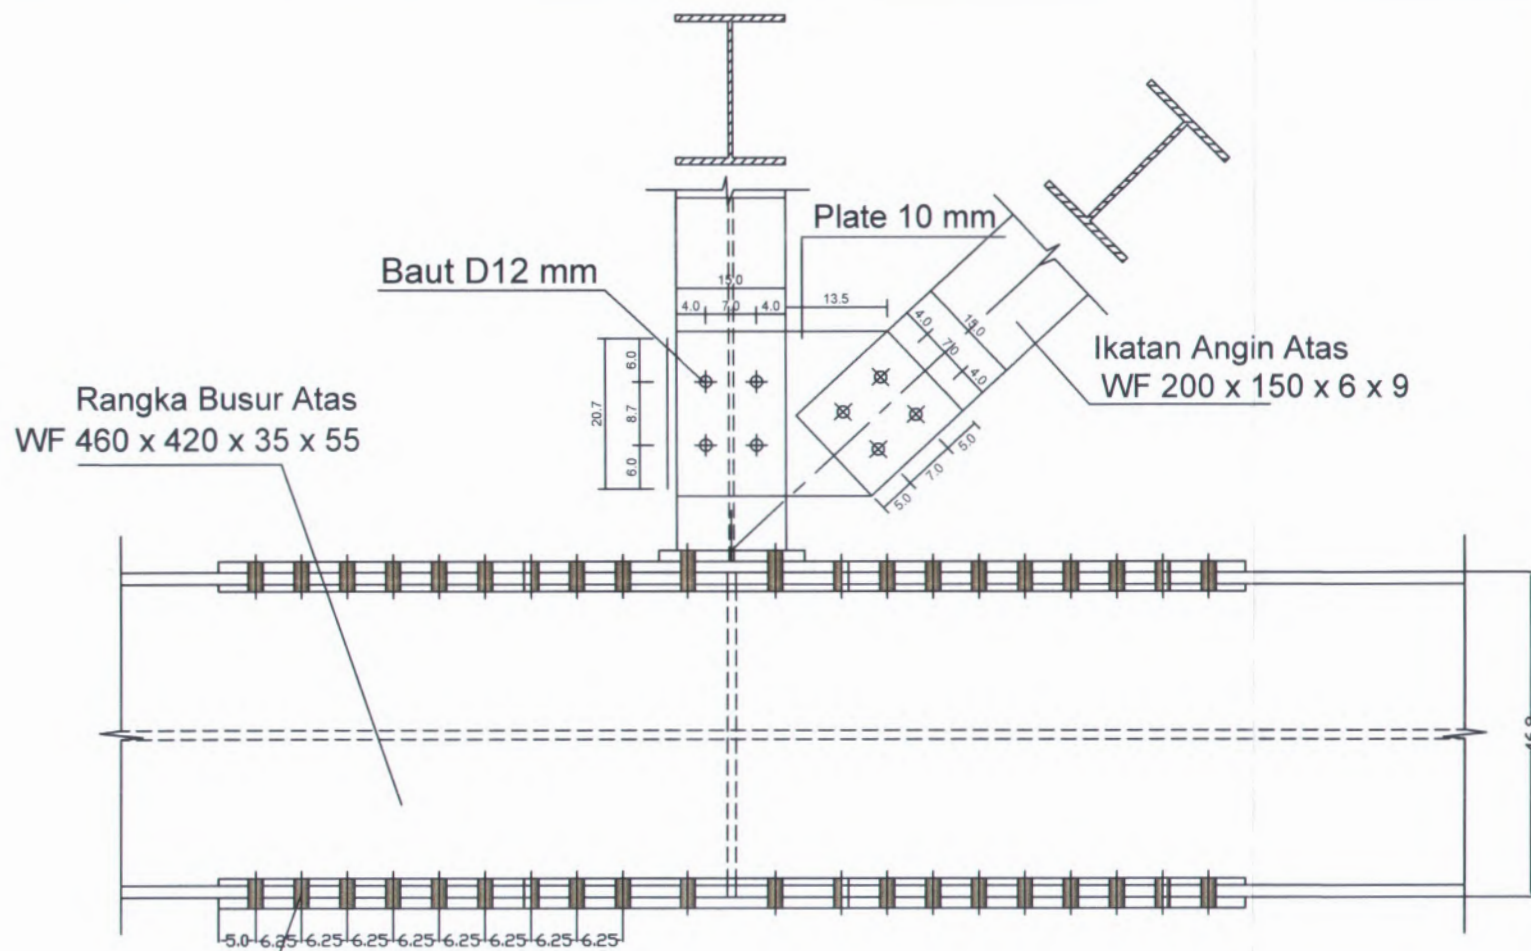 Plate 10 mm
Baut D12 mm
15.0
4.0 7.0 4.0
13.5
4.0 7.0 4.0
15.0
Ikatan Angin Atas
WF 200 x 150 x 6 x 9
6.0
8.7
6.0
20.7
5.0 7.0 5.0
Rangka Busur Atas
WF 460 x 420 x 35 x 55
5.0 6.25 6.25 6.25 6.25 6.25 6.25 6.25 6.25